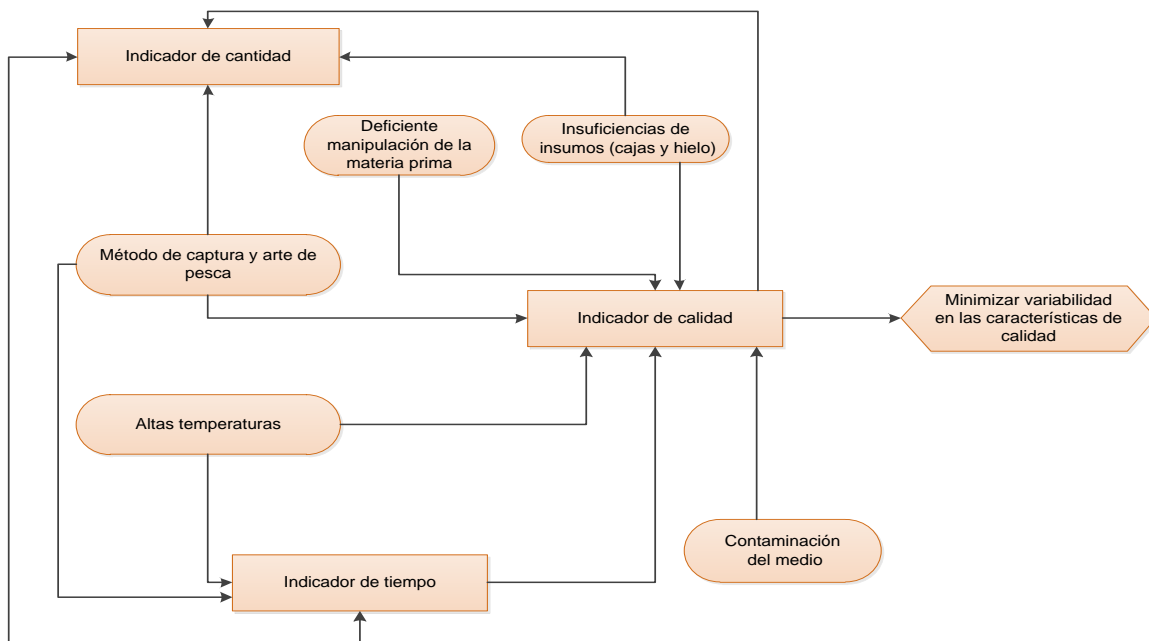 Indicador de cantidad
Deficiente
manipulación de la
materia prima
Insuficiencias de
insumos (cajas y hielo)
Método de captura y arte de
pesca
Indicador de calidad
Minimizar variabilidad
en las características de
calidad
Altas temperaturas
Contaminación
del medio
Indicador de tiempo